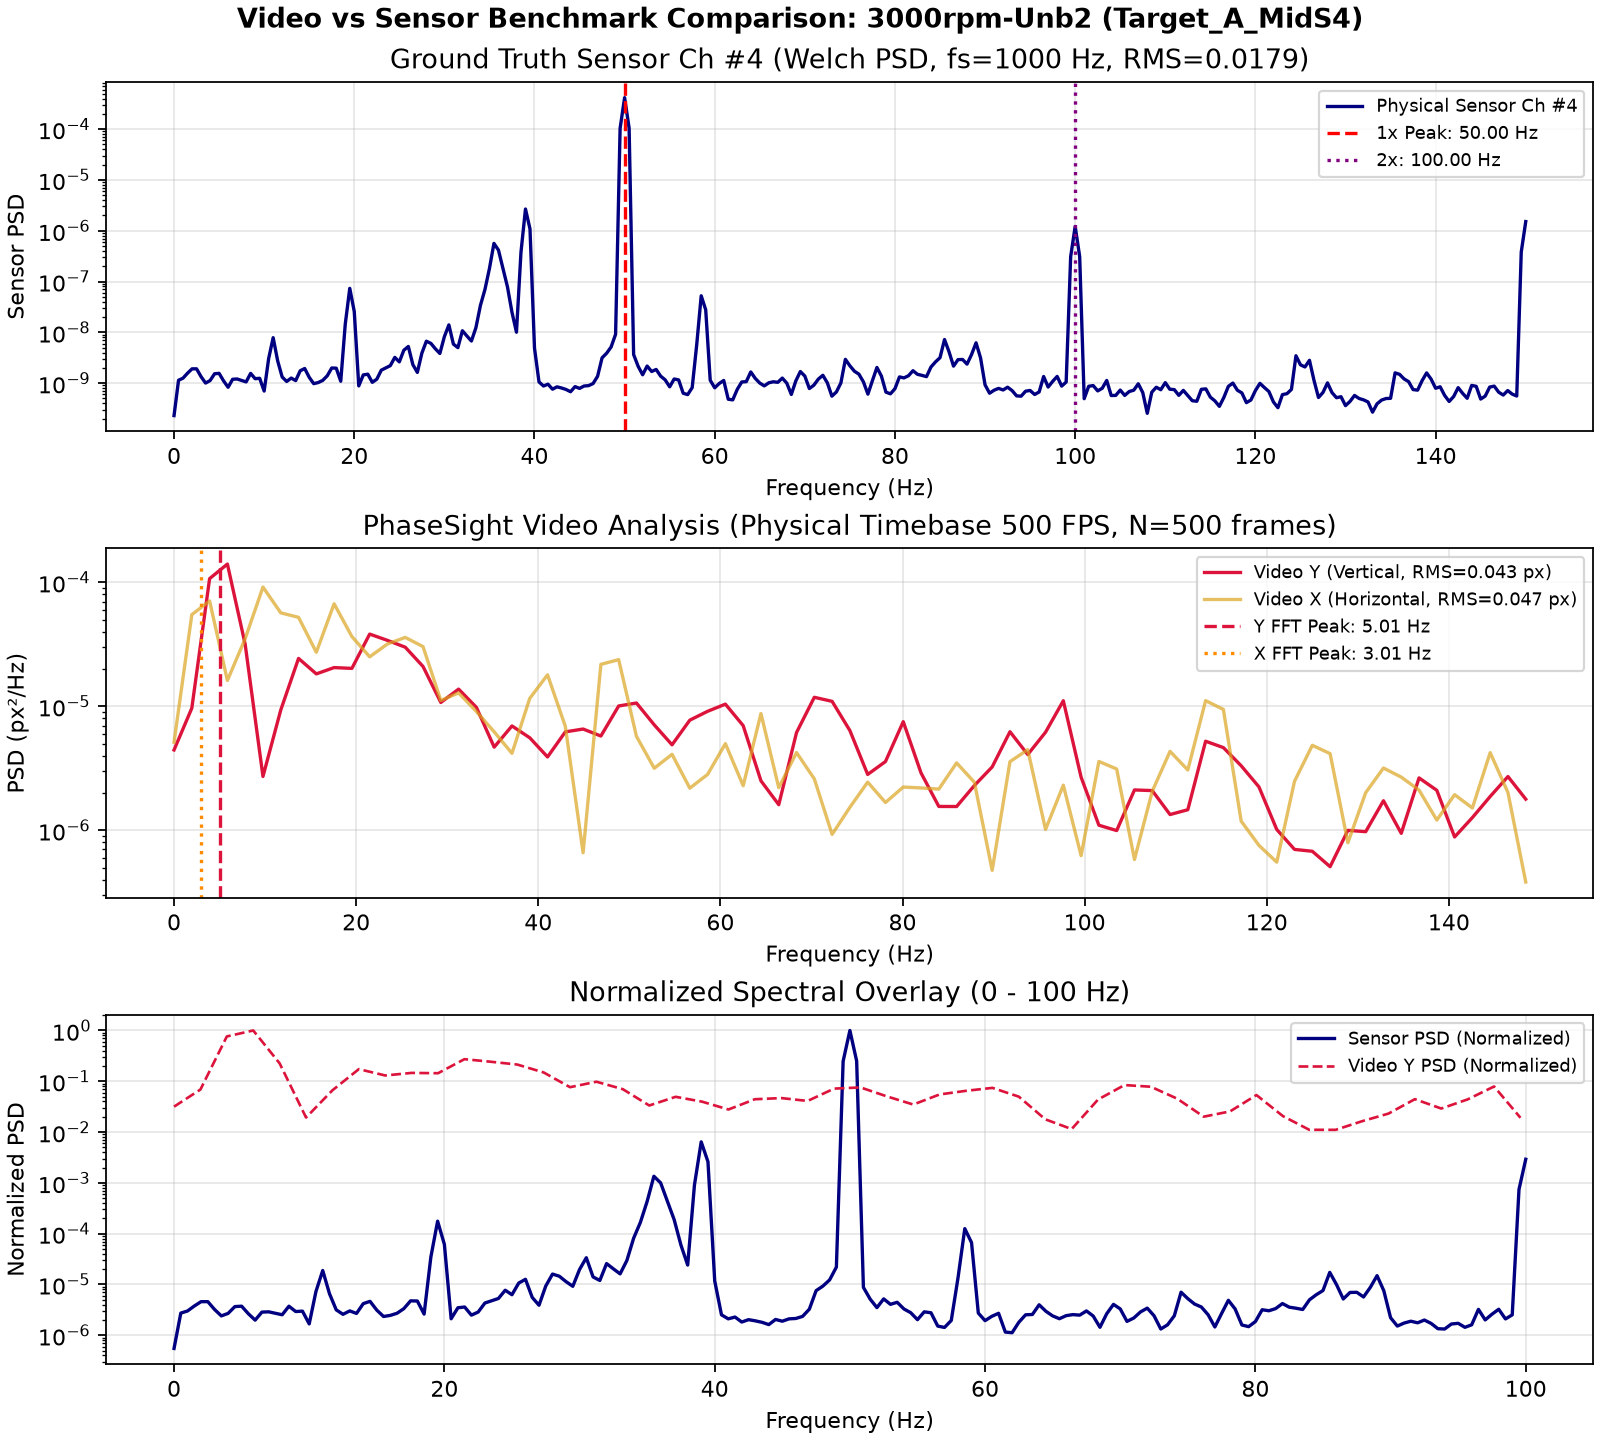 Video vs Sensor Benchmark Comparison: 3000rpm-Unb2 (Target_A_MidS4)
Ground Truth Sensor Ch #4 (Welch PSD, fs=1000 Hz, RMS=0.0179)
Sensor PSD
10⁻⁴
10⁻⁵
10⁻⁶
10⁻⁷
10⁻⁸
10⁻⁹
Physical Sensor Ch #4
1x Peak: 50.00 Hz
2x: 100.00 Hz
0 20 40 60 80 100 120 140
Frequency (Hz)
PhaseSight Video Analysis (Physical Timebase 500 FPS, N=500 frames)
PSD (px²/Hz)
10⁻⁴
10⁻⁵
10⁻⁶
Video Y (Vertical, RMS=0.043 px)
Video X (Horizontal, RMS=0.047 px)
Y FFT Peak: 5.01 Hz
X FFT Peak: 3.01 Hz
0 20 40 60 80 100 120 140
Frequency (Hz)
Normalized Spectral Overlay (0 - 100 Hz)
Normalized PSD
10⁰
10⁻¹
10⁻²
10⁻³
10⁻⁴
10⁻⁵
10⁻⁶
Sensor PSD (Normalized)
Video Y PSD (Normalized)
0 20 40 60 80 100
Frequency (Hz)